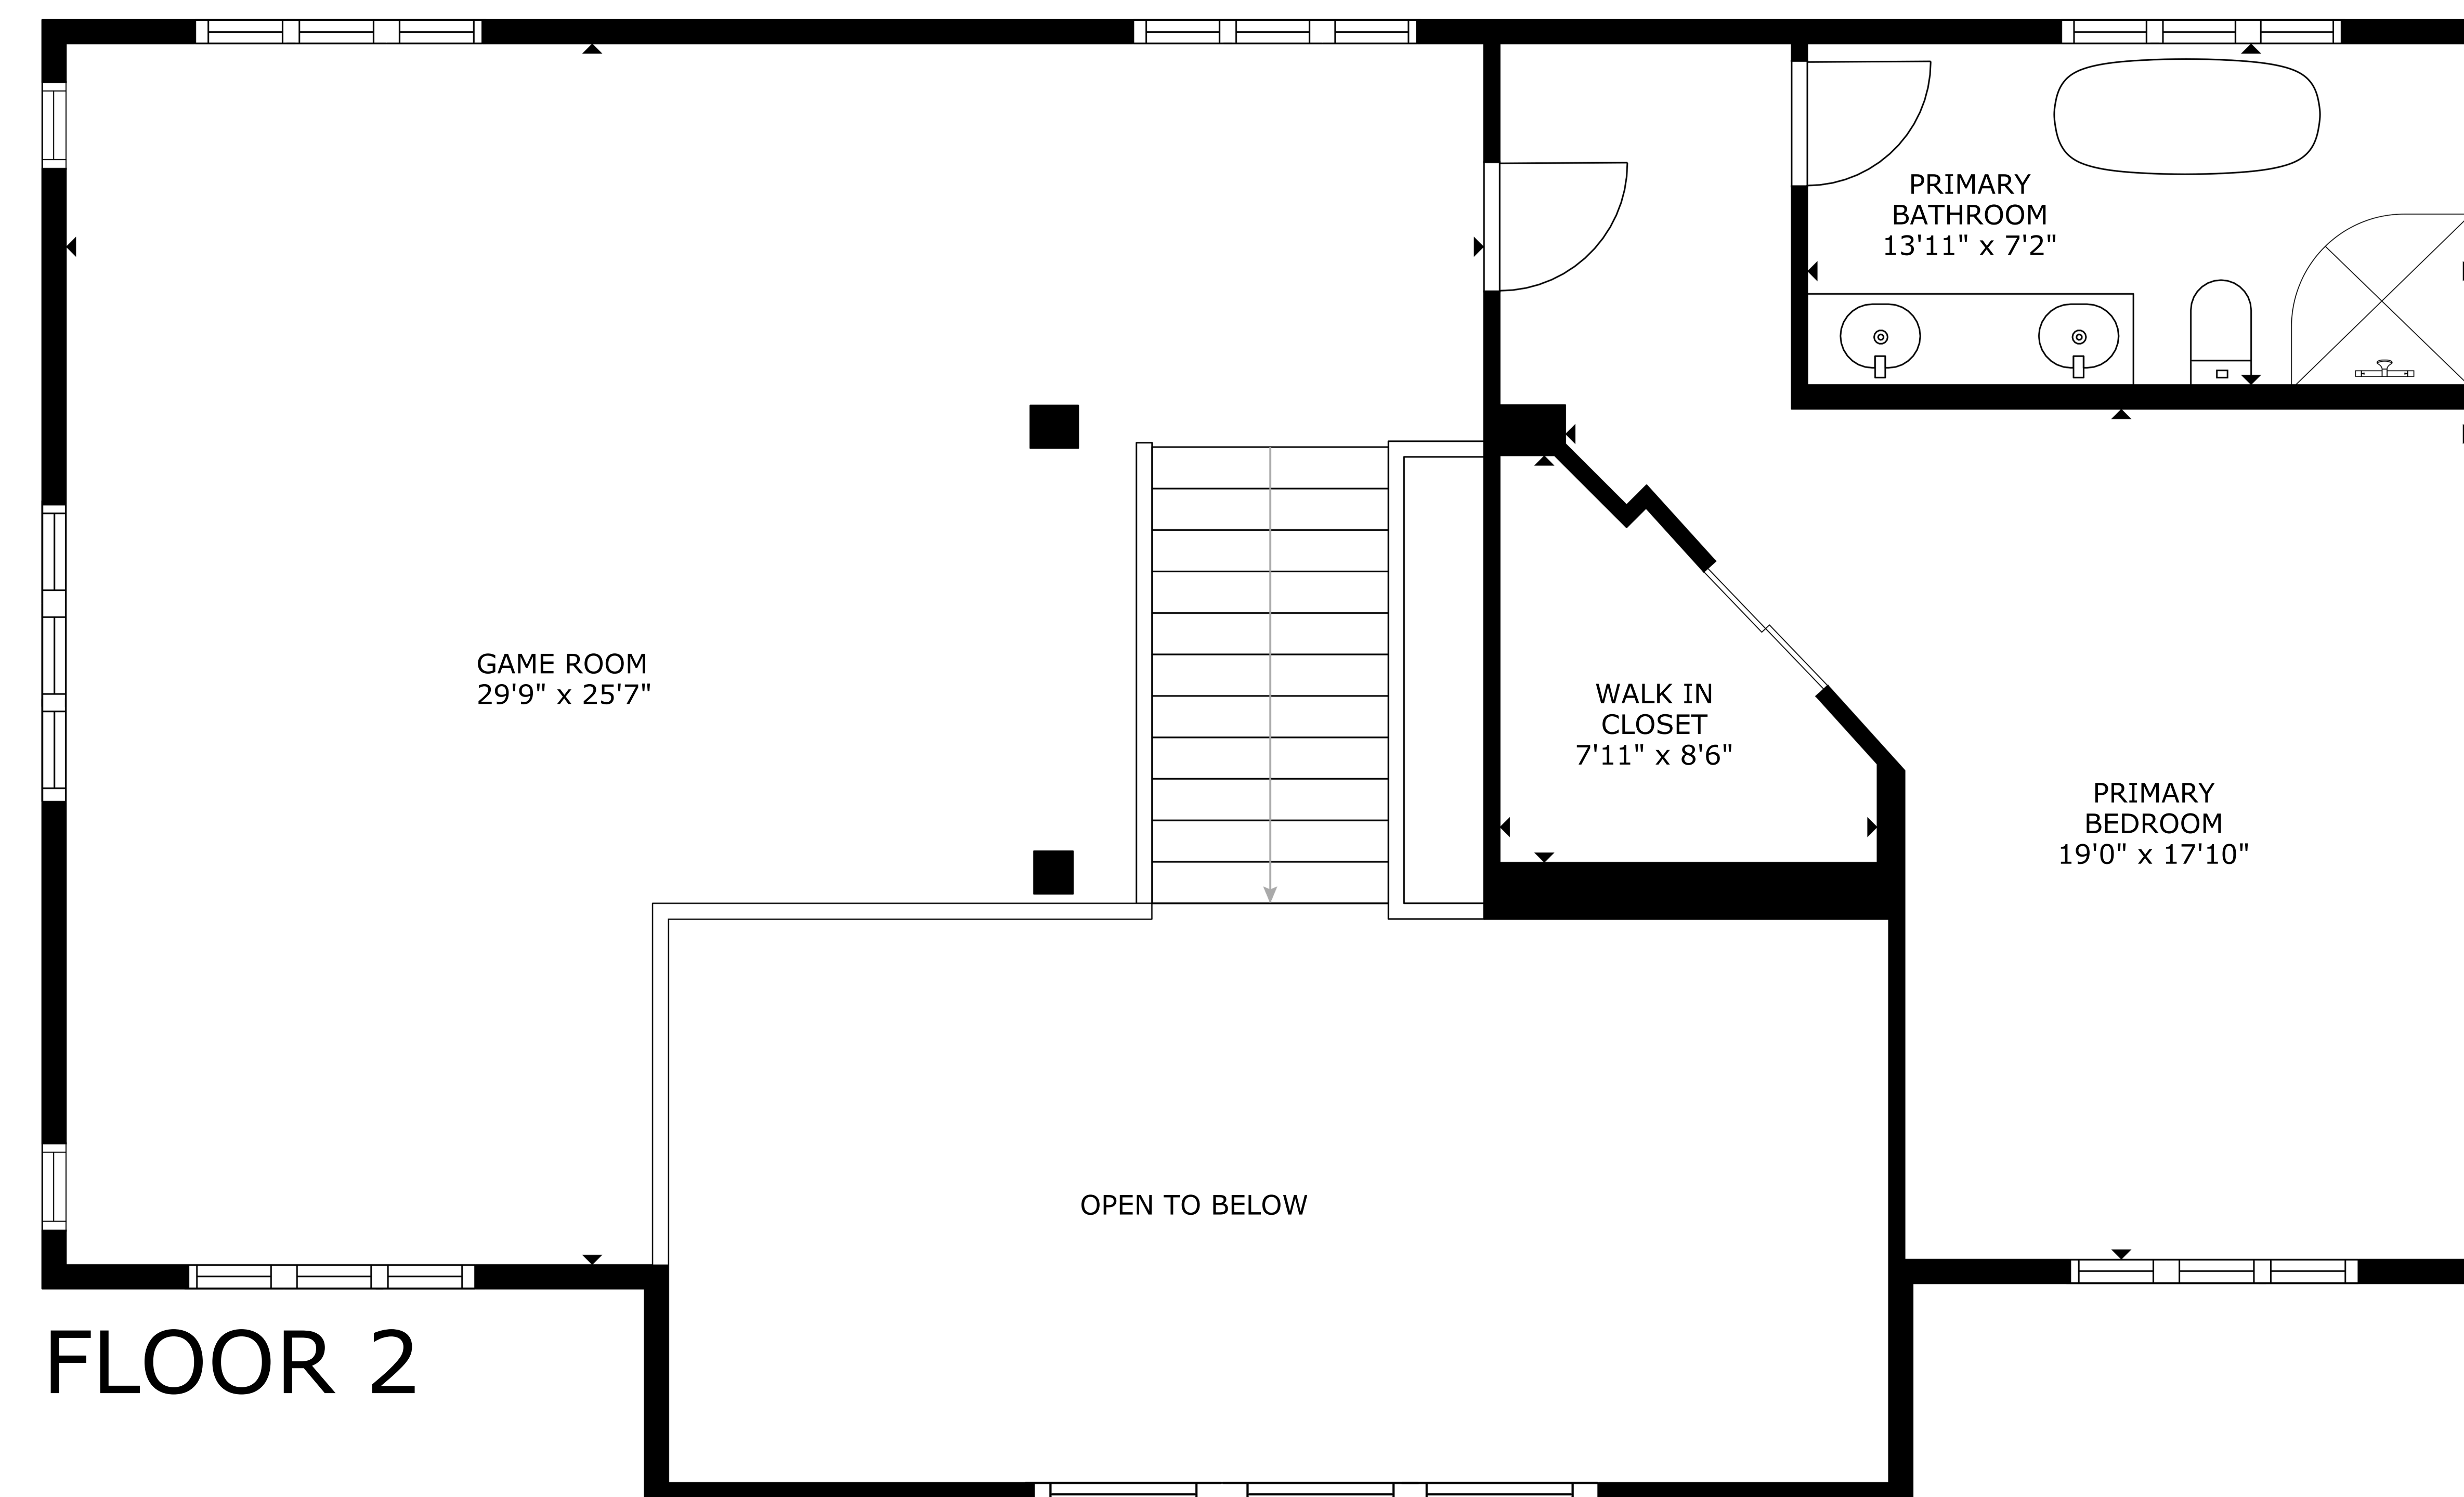 PRIMARY
BATHROOM
13'11" x 7'2"
GAME ROOM
29'9" x 25'7"
WALK IN
CLOSET
7'11" x 8'6"
PRIMARY
BEDROOM
19'0" x 17'10"
OPEN TO BELOW
FLOOR 2